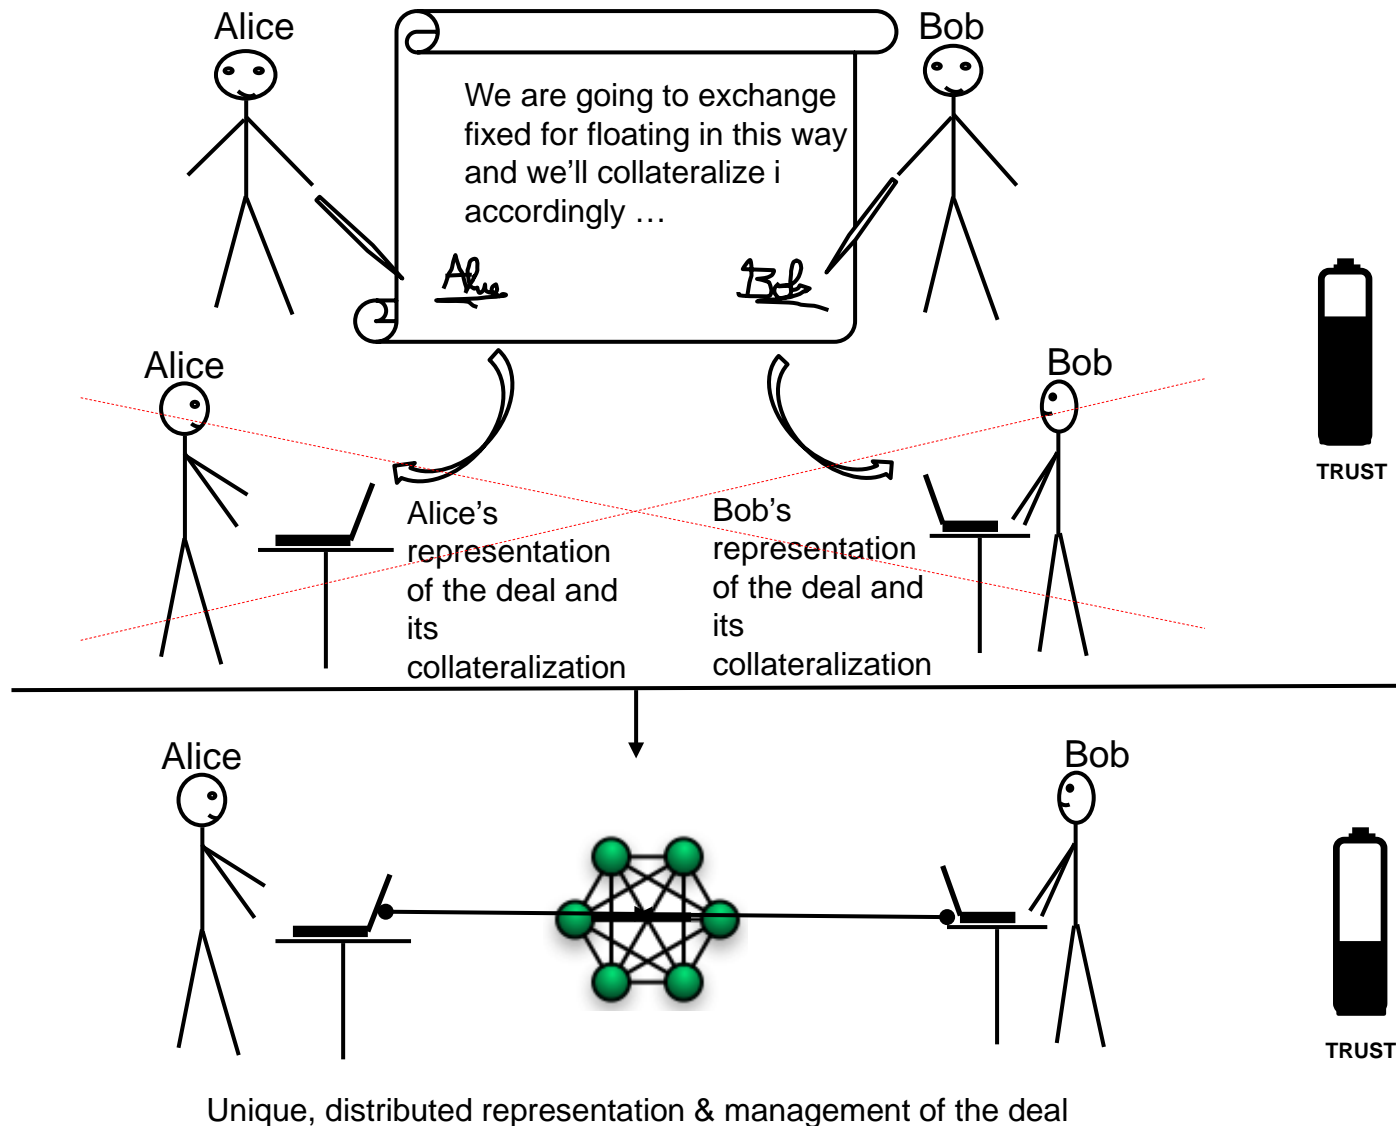 Alice
Bob
We are going to exchange
fixed for floating in this way
and we'll collateralize i
accordingly …
Alice
Bob
Alice
Bob
TRUST
Alice's
representation
of the deal and
its
collateralization
Bob's
representation
of the deal and
its
collateralization
Alice
Bob
TRUST
Unique, distributed representation & management of the deal